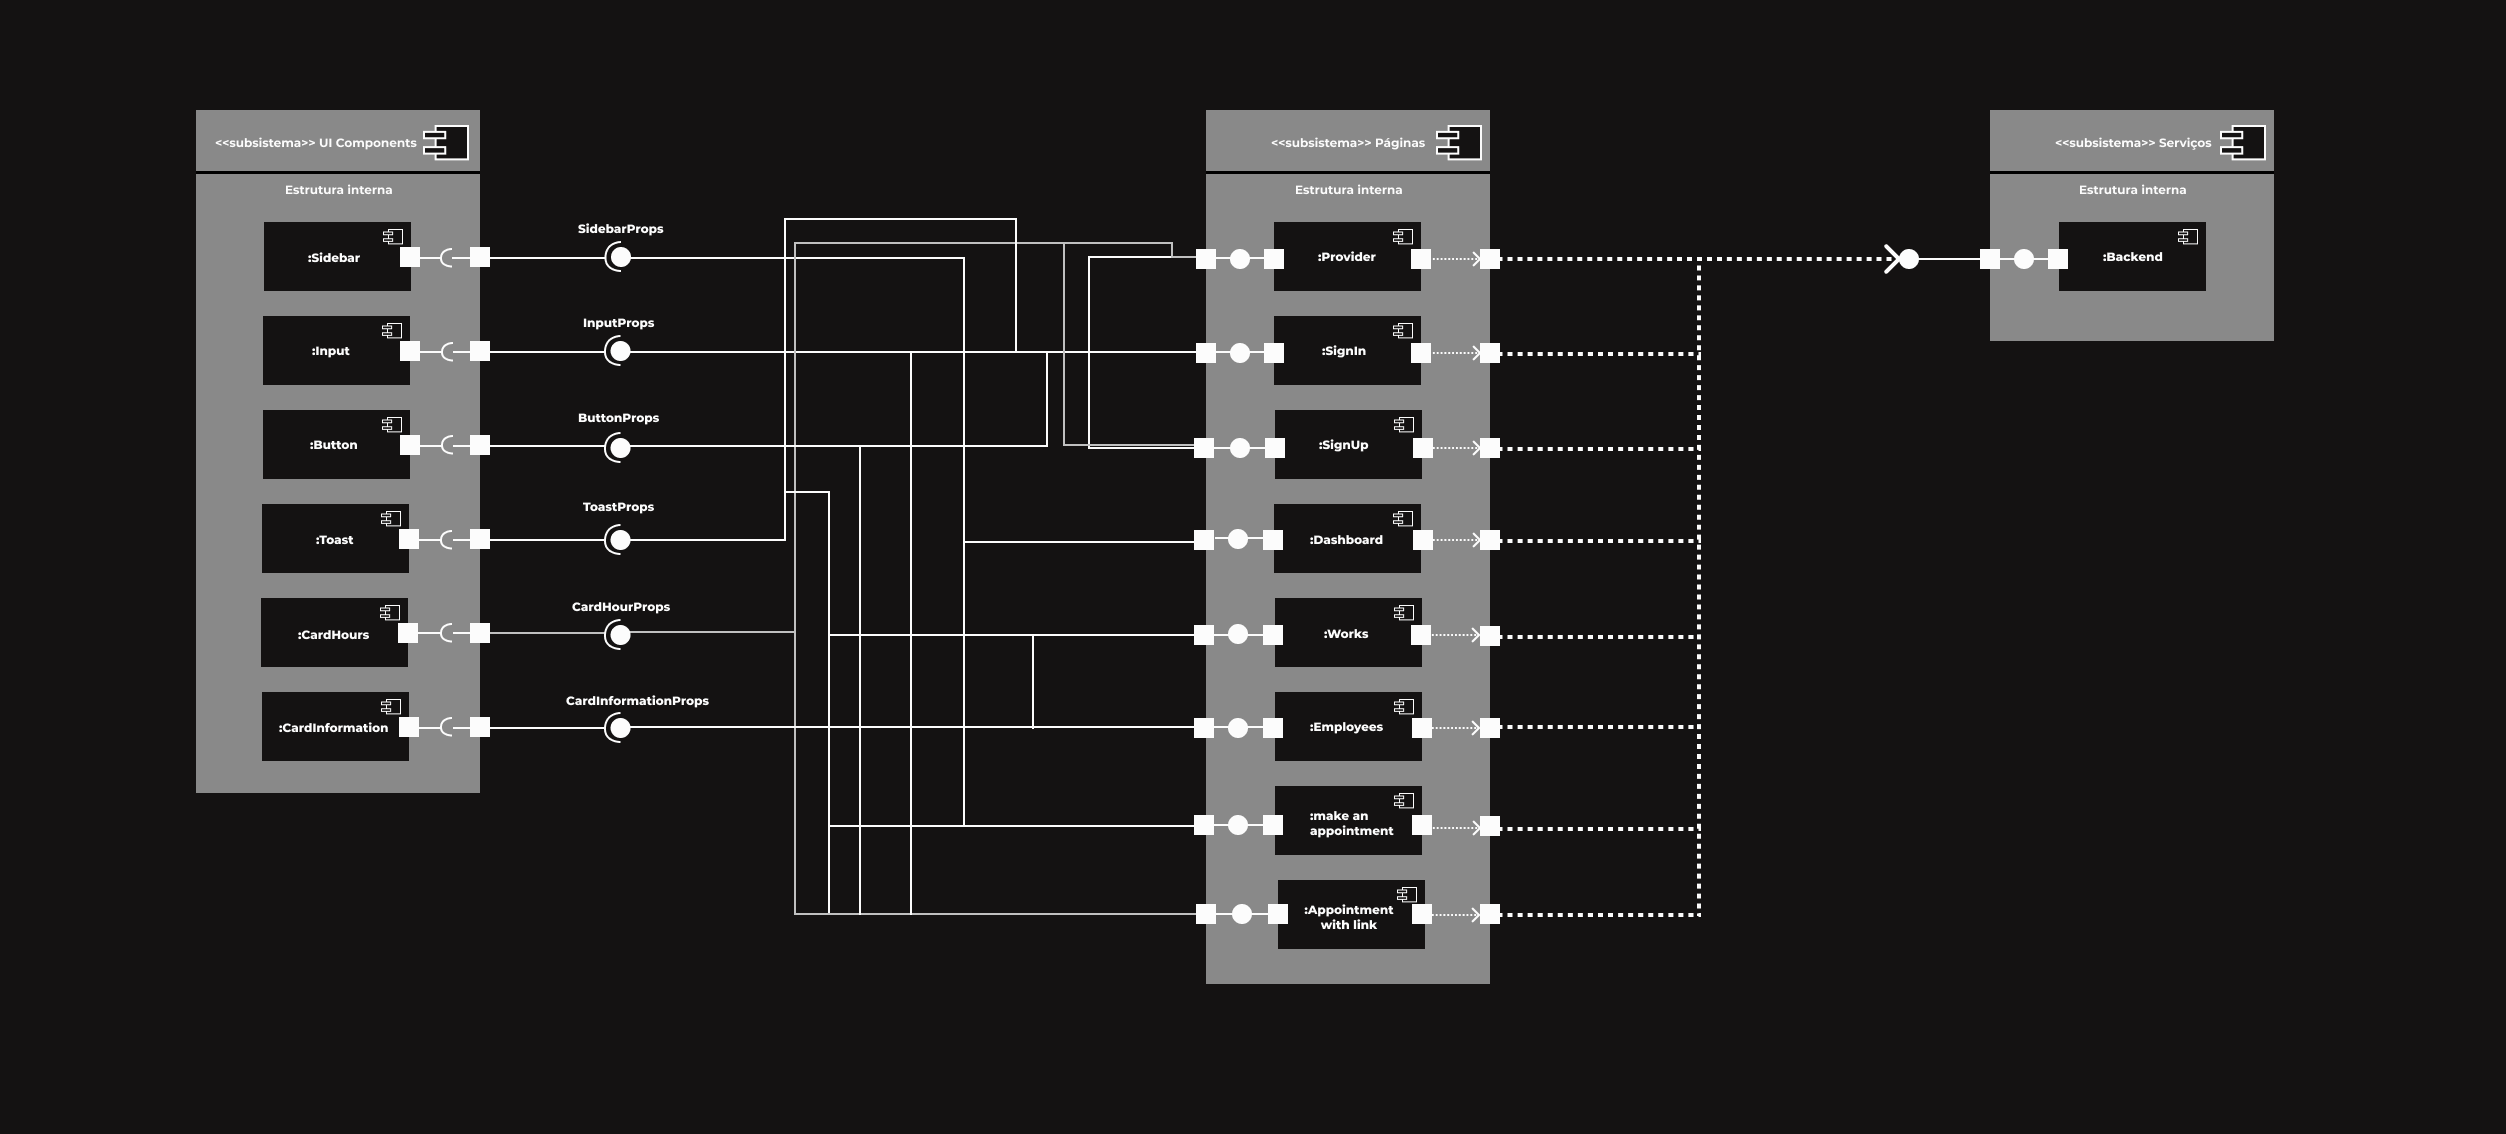 <<subsistema>> UI Components
Estrutura interna
:Sidebar
:Input
:Button
:Toast
:CardHours
:CardInformation
SidebarProps
InputProps
ButtonProps
ToastProps
CardHourProps
CardInformationProps
<<subsistema>> Páginas
Estrutura interna
:Provider
:SignIn
:SignUp
:Dashboard
:Works
:Employees
:make an
appointment
:Appointment
with link
<<subsistema>> Serviços
Estrutura interna
:Backend